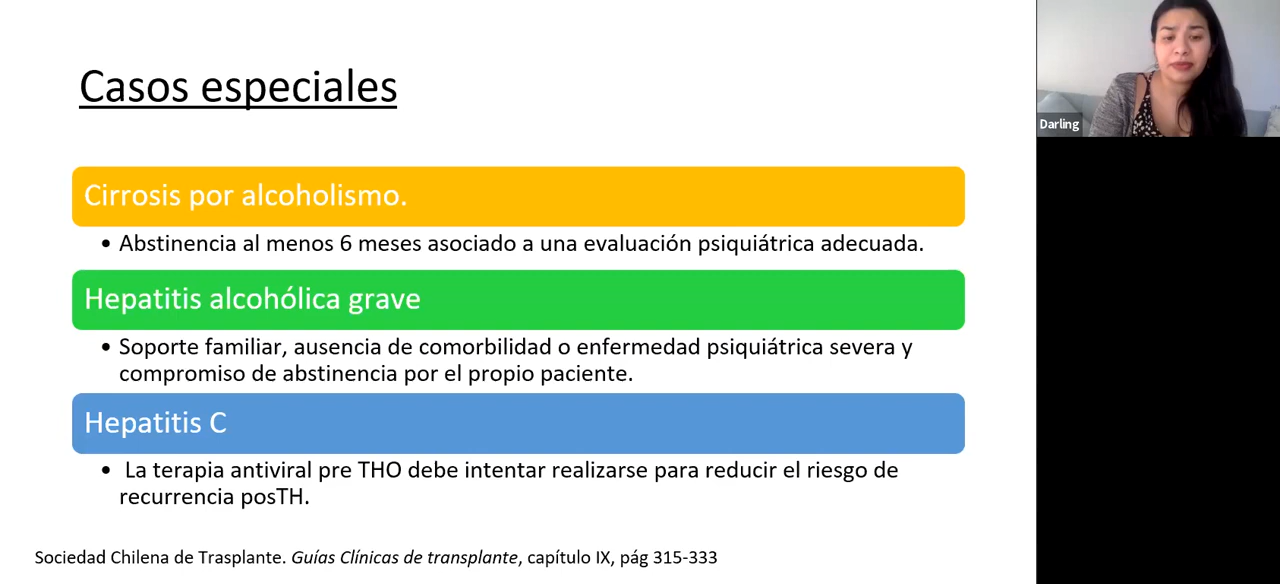 Casos especiales
Darling
Cirrosis por alcoholismo.
• Abstinencia al menos 6 meses asociado a una evaluación psiquiátrica adecuada.
Hepatitis alcohólica grave
• Soporte familiar, ausencia de comorbilidad o enfermedad psiquiátrica severa y
compromiso de abstinencia por el propio paciente.
Hepatitis C
• La terapia antiviral pre THO debe intentar realizarse para reducir el riesgo de
recurrencia posTH.
Sociedad Chilena de Trasplante. Guías Clínicas de transplante, capítulo IX, pág 315-333